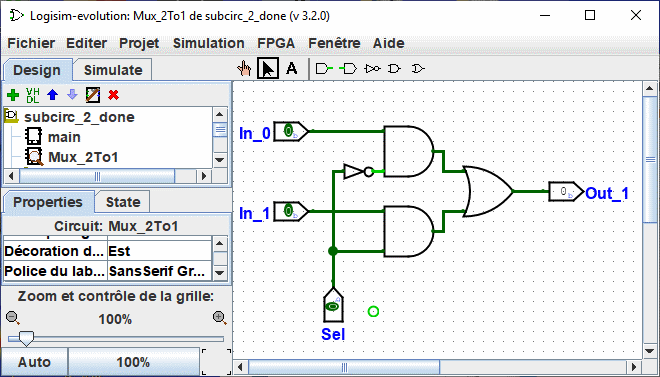 Logisim-evolution: Mux_2To1 de subcirc_2_done (v 3.2.0)
Fichier Editer Projet Simulation FPGA Fenêtre Aide
Design Simulate
A
VH
DL
subcirc_2_done
main
Mux_2To1
Properties State
Circuit: Mux_2To1
Décoration d... Est
Police du lab... SansSerif Gr...
Zoom et contrôle de la grille:
100%
Auto 100%
In_0 0
In_1 0
0 Out_1
Sel